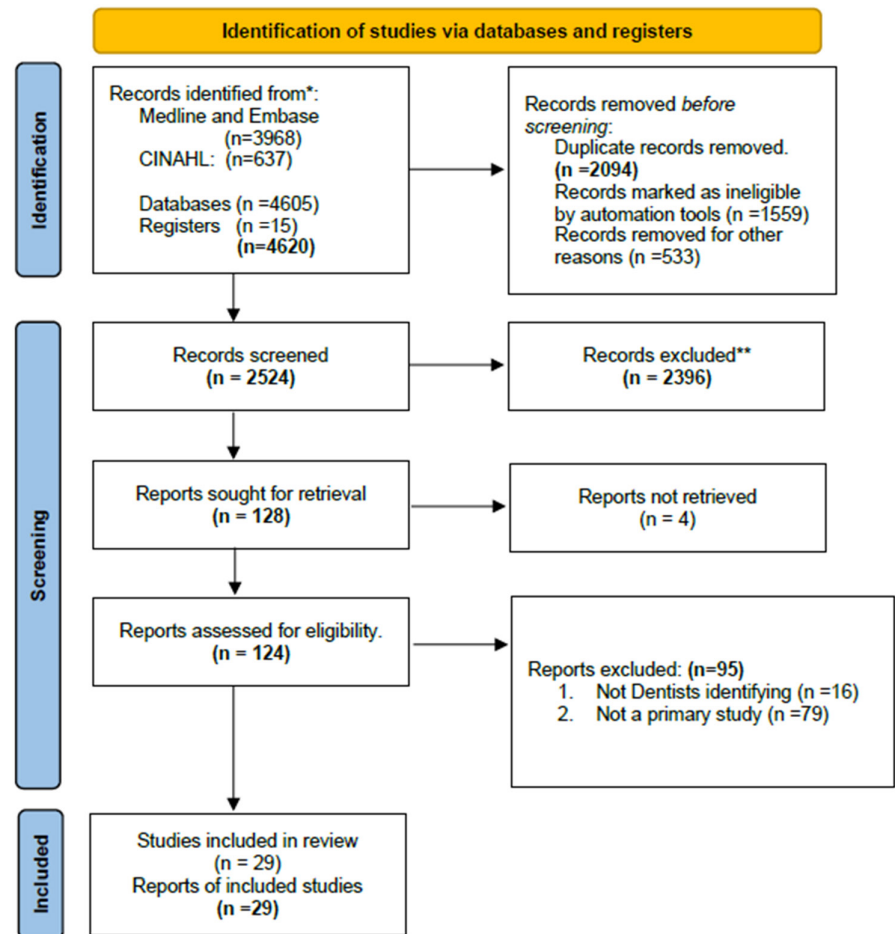 Identification of studies via databases and registers
Identification
Records identified from*:
Medline and Embase
(n=3968)
CINAHL: (n=637)
Databases (n =4605)
Registers (n =15)
(n=4620)
Records removed before
screening:
Duplicate records removed.
(n =2094)
Records marked as ineligible
by automation tools (n =1559)
Records removed for other
reasons (n =533)
Screening
Records screened
(n = 2524)
Records excluded**
(n = 2396)
Reports sought for retrieval
(n = 128)
Reports not retrieved
(n = 4)
Reports assessed for eligibility.
(n = 124)
Reports excluded: (n=95)
1. Not Dentists identifying (n =16)
2. Not a primary study (n =79)
Included
Studies included in review
(n = 29)
Reports of included studies
(n =29)